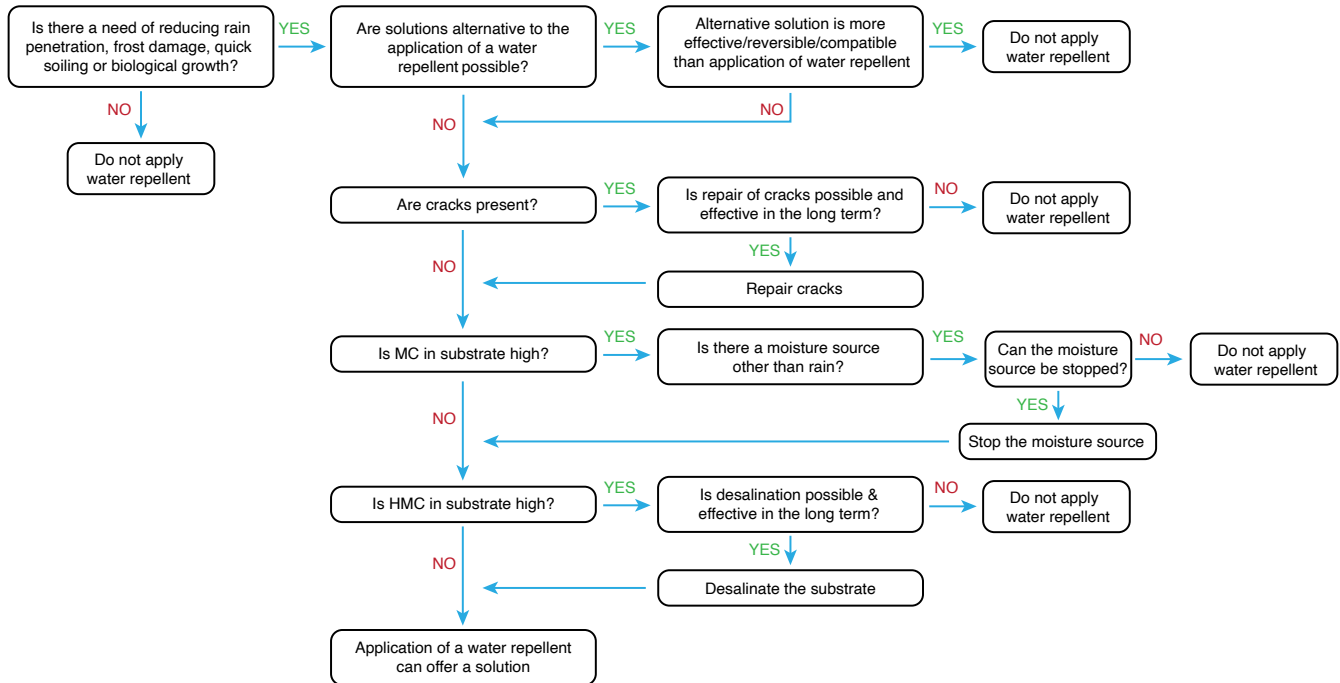 Is there a need of reducing rain
penetration, frost damage, quick
soiling or biological growth?
YES
Are solutions alternative to the
application of a water
repellent possible?
YES
Alternative solution is more
effective/reversible/compatible
than application of water repellent
YES
Do not apply
water repellent
NO
NO
NO
Do not apply
water repellent
Are cracks present?
YES
Is repair of cracks possible and
effective in the long term?
NO
Do not apply
water repellent
NO
YES
Repair cracks
Is MC in substrate high?
YES
Is there a moisture source
other than rain?
YES
Can the moisture
source be stopped?
NO
Do not apply
water repellent
NO
YES
Stop the moisture source
Is HMC in substrate high?
YES
Is desalination possible &
effective in the long term?
NO
Do not apply
water repellent
NO
YES
Desalinate the substrate
Application of a water repellent
can offer a solution